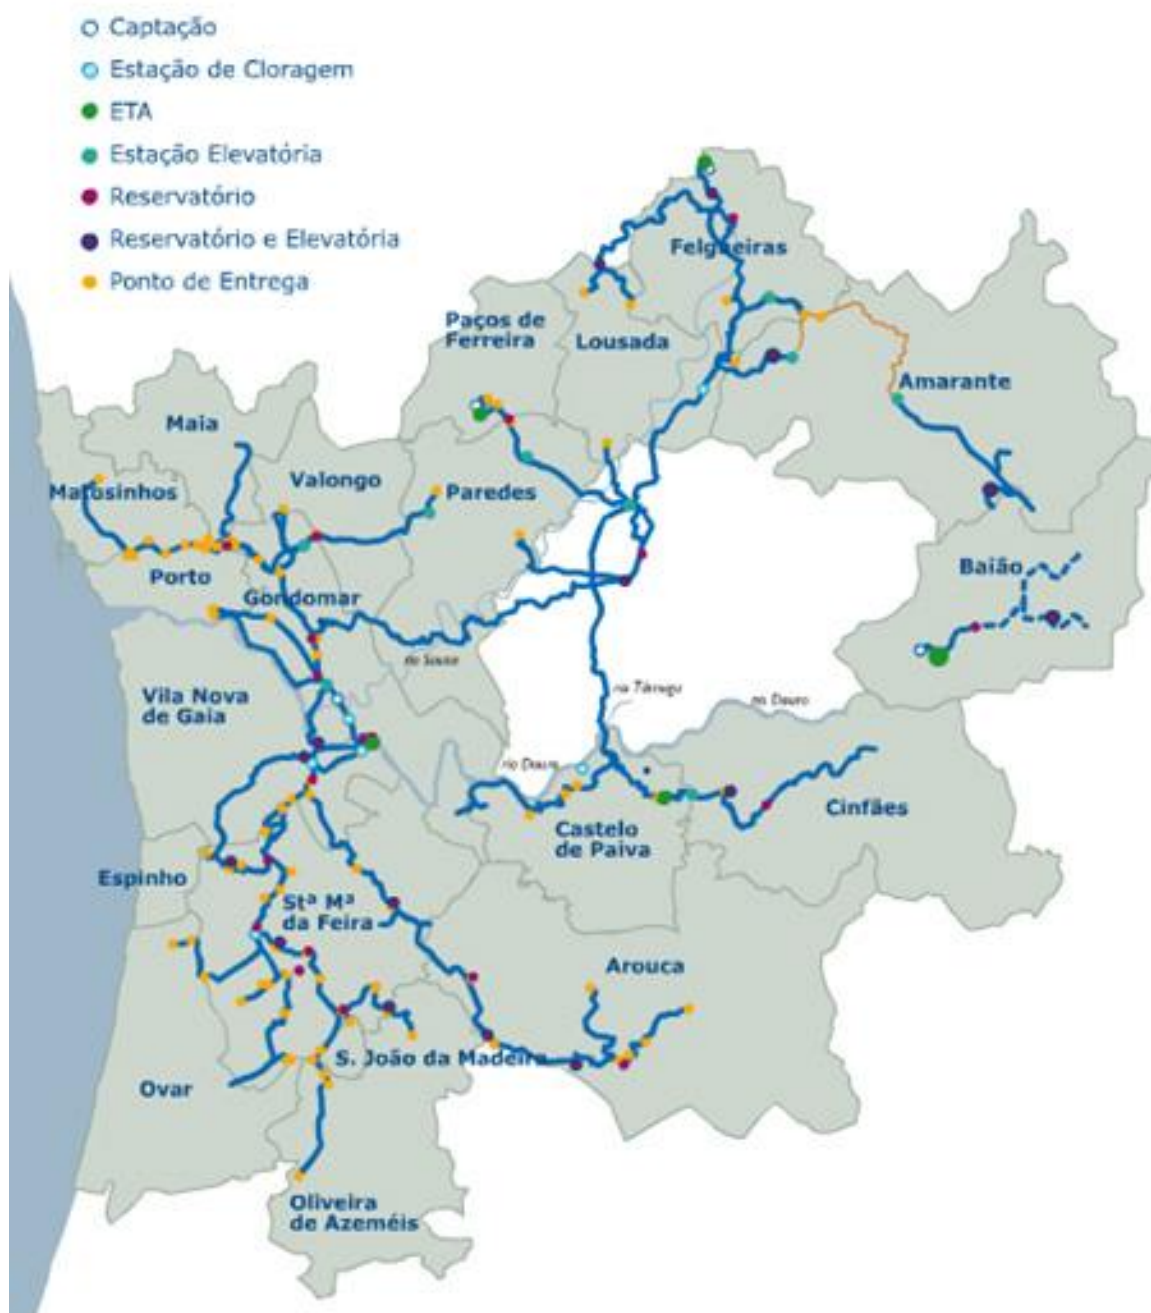 Captação
Estação de Cloragem
ETA
Estação Elevatória
Reservatório
Reservatório e Elevatória
Ponto de Entrega
Felgueiras
Paços de
Ferreira
Lousada
Amarante
Maia
Matosinhos
Valongo
Paredes
Baião
Porto
Gondomar
rio Sousa
rio Tâmega
rio Douro
Vila Nova
de Gaia
rio Douro
Cinfães
Castelo
de Paiva
Espinho
Stª Mª
da Feira
Arouca
S. João da Madeira
Ovar
Oliveira
de Azeméis